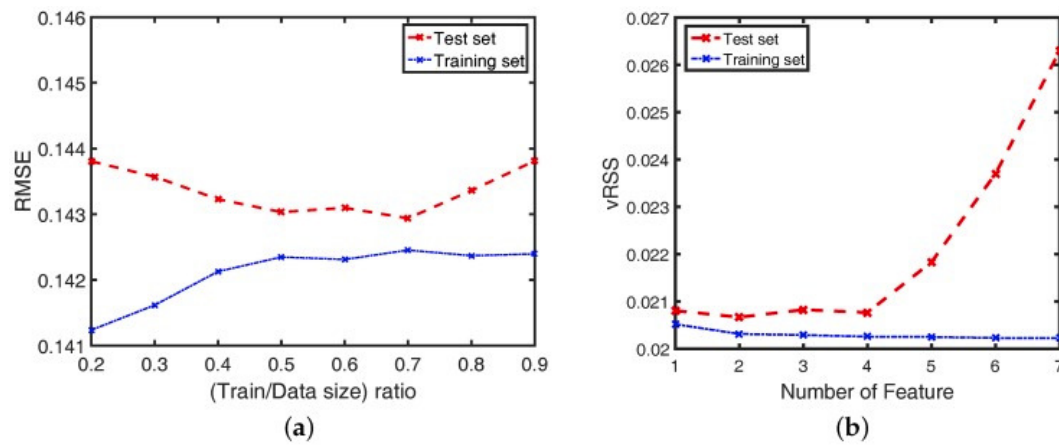 0.146
0.145
0.144
0.143
0.142
0.141
RMSE
Test set
Training set
0.2 0.3 0.4 0.5 0.6 0.7 0.8 0.9
(Train/Data size) ratio
(a)
0.027
0.026
0.025
0.024
0.023
0.022
0.021
0.02
vRSS
Test set
Training set
1 2 3 4 5 6 7
Number of Feature
(b)